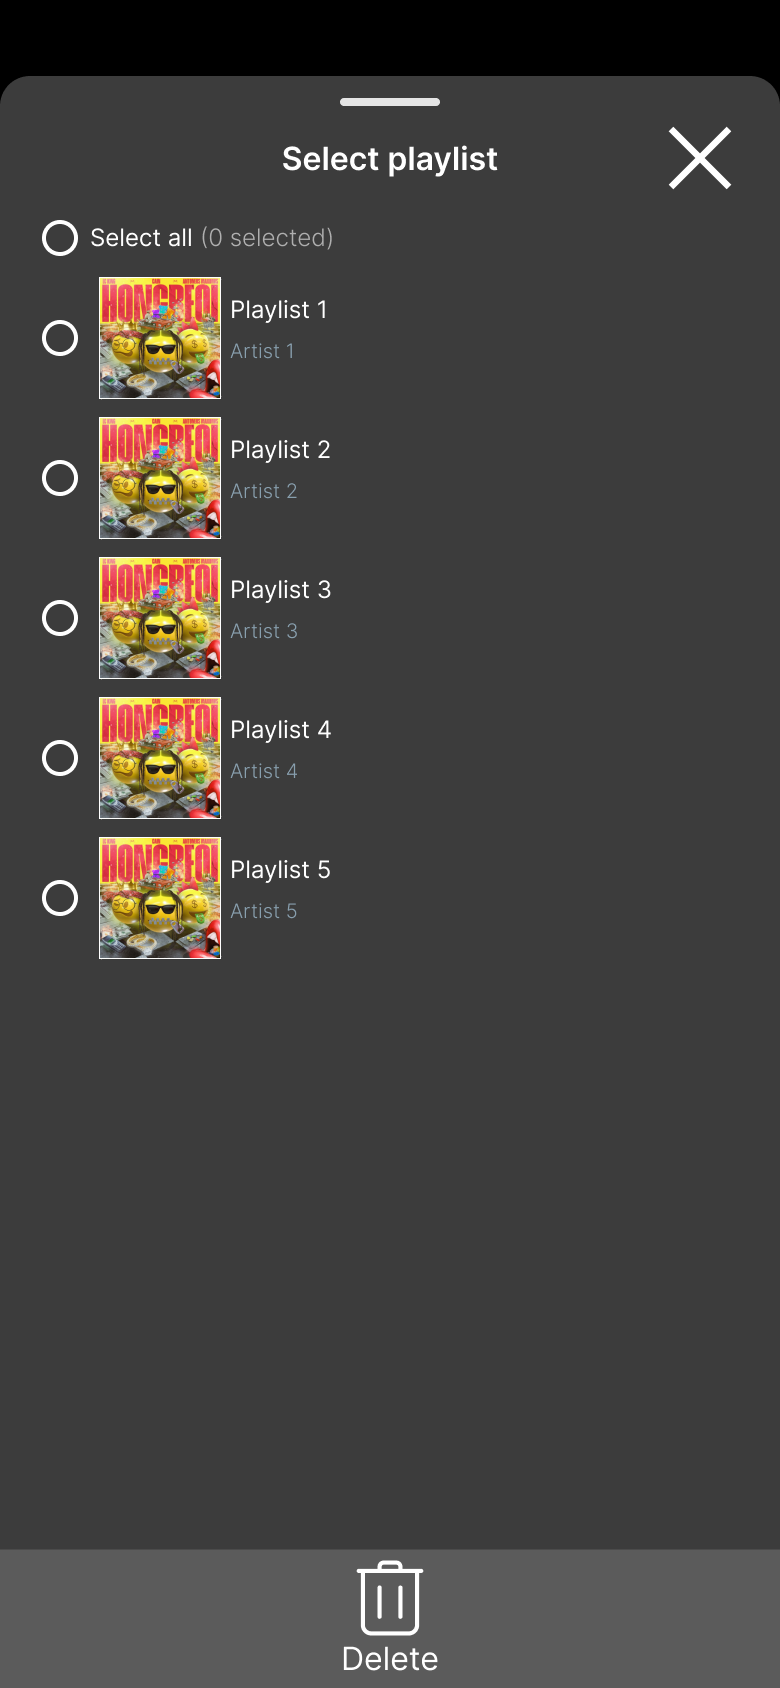 Select playlist
Select all (0 selected)
Playlist 1
Artist 1
Playlist 2
Artist 2
Playlist 3
Artist 3
Playlist 4
Artist 4
Playlist 5
Artist 5
Delete